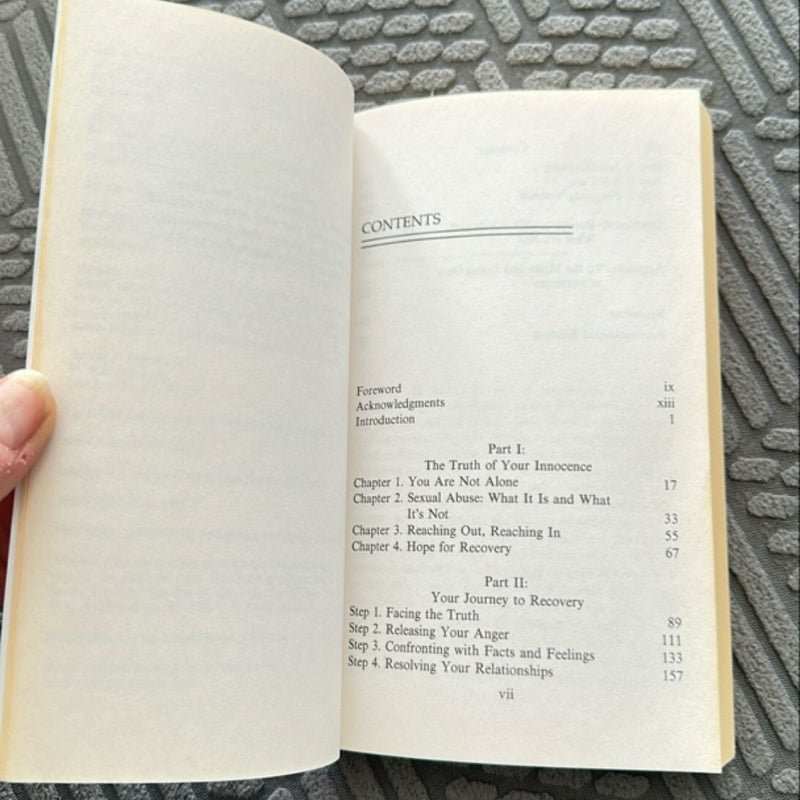 CONTENTS
Foreword ix
Acknowledgments xiii
Introduction 1
Part I:
The Truth of Your Innocence
Chapter 1. You Are Not Alone 17
Chapter 2. Sexual Abuse: What It Is and What
It's Not 33
Chapter 3. Reaching Out, Reaching In 55
Chapter 4. Hope for Recovery 67
Part II:
Your Journey to Recovery
Step 1. Facing the Truth 89
Step 2. Releasing Your Anger 111
Step 3. Confronting with Facts and Feelings 133
Step 4. Resolving Your Relationships 157
vii